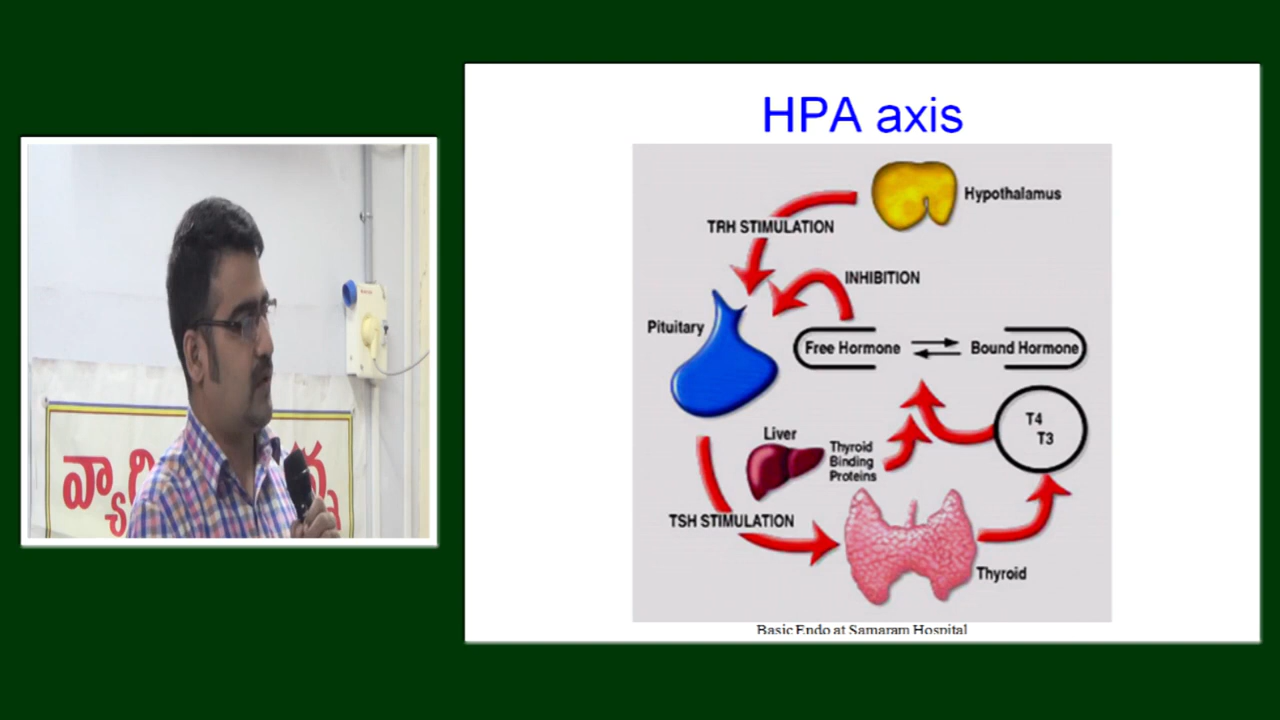 HPA axis
Hypothalamus
TRH STIMULATION
INHIBITION
Pituitary
Free Hormone
Bound Hormone
T4
T3
Liver
Thyroid
Binding
Proteins
TSH STIMULATION
Thyroid
Basic Endo at Samaram Hospital